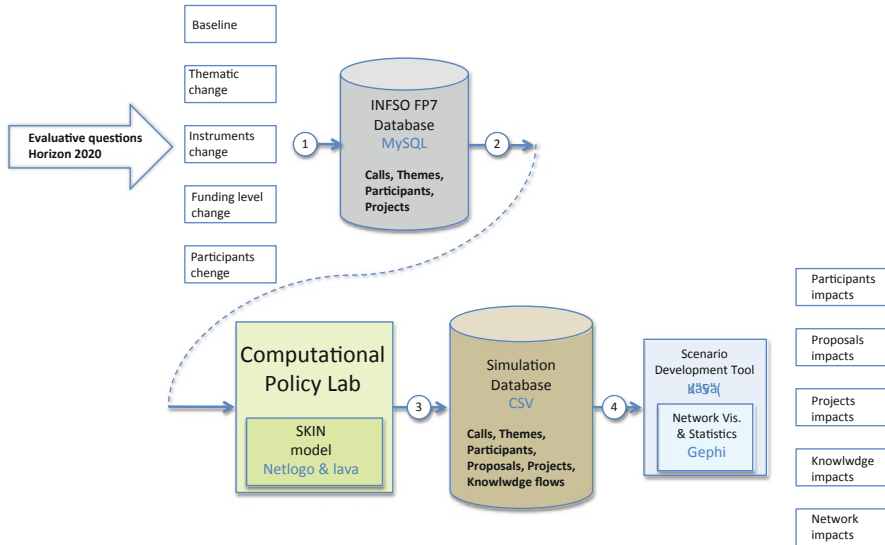 Baseline
Thematic
change
Evaluative questions
Horizon 2020
Instruments
change
Funding level
change
Participants
chenge
1
INFSO FP7
Database
MySQL
Calls, Themes,
Participants,
Projects
2
Computational
Policy Lab
SKIN
model
Netlogo & lava
3
Simulation
Database
CSV
Calls, Themes,
Participants,
Proposals, Projects,
Knowlwdge flows
4
Scenario
Development Tool
Network Vis.
& Statistics
Gephi
Participants
impacts
Proposals
impacts
Projects
impacts
Knowlwdge
impacts
Network
impacts